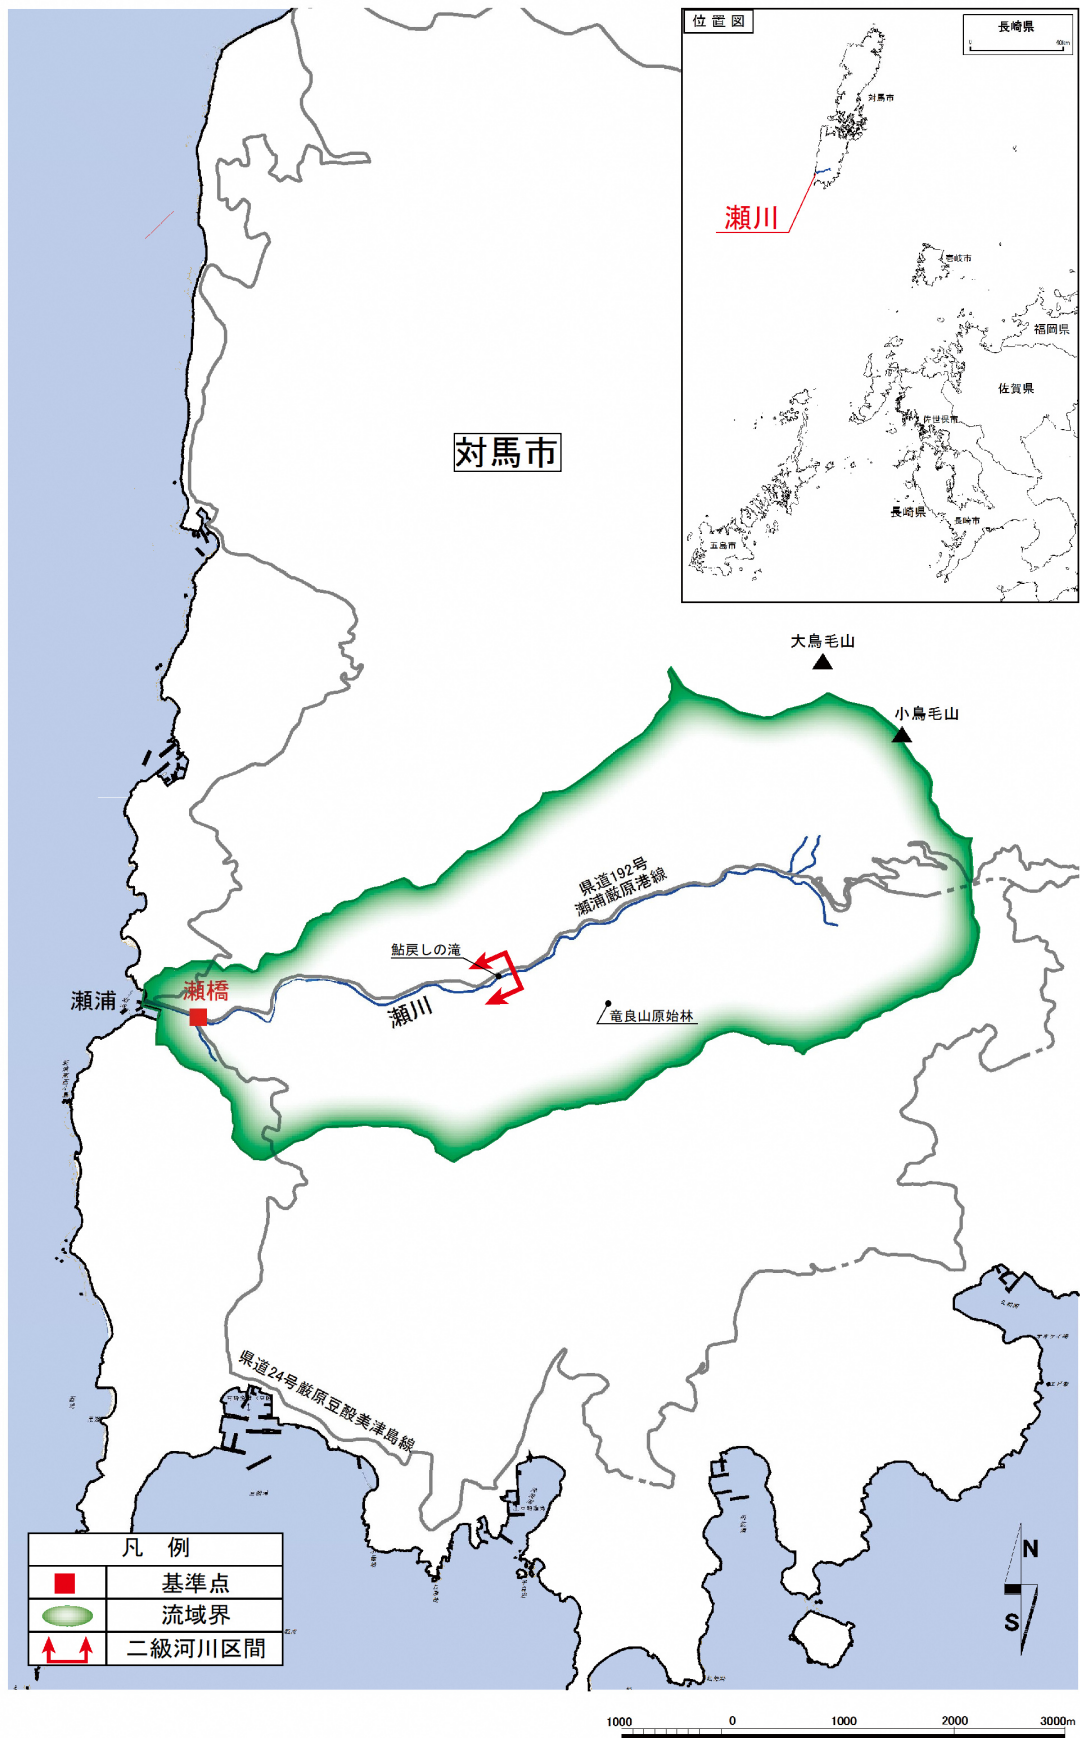 位置図
長崎県
0 40km
対馬市
瀬川
壱岐市
福岡県
佐賀県
佐世保市
長崎県
長崎市
五島市
対馬市
大鳥毛山
小鳥毛山
県道192号
瀬浦厳原港線
鮎戻しの滝
瀬浦
瀬橋
瀬川
竜良山原始林
県道24号厳原豆酘美津島線
凡 例
基準点
流域界
二級河川区間
N
S
1000 0 1000 2000 3000m